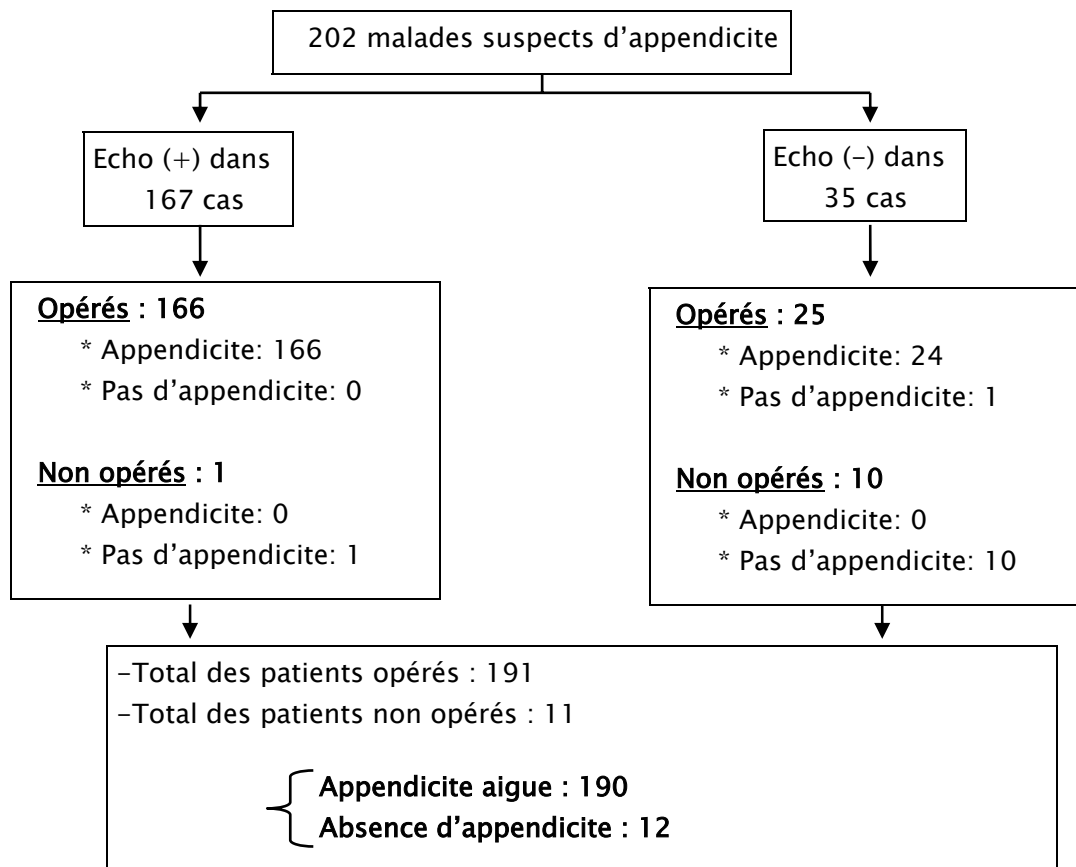 202 malades suspects d’appendicite
Echo (+) dans
167 cas
Echo (–) dans
35 cas
Opérés : 166
* Appendicite: 166
* Pas d’appendicite: 0
Non opérés : 1
* Appendicite: 0
* Pas d’appendicite: 1
Opérés : 25
* Appendicite: 24
* Pas d’appendicite: 1
Non opérés : 10
* Appendicite: 0
* Pas d’appendicite: 10
–Total des patients opérés : 191
–Total des patients non opérés : 11
Appendicite aigue : 190
Absence d’appendicite : 12